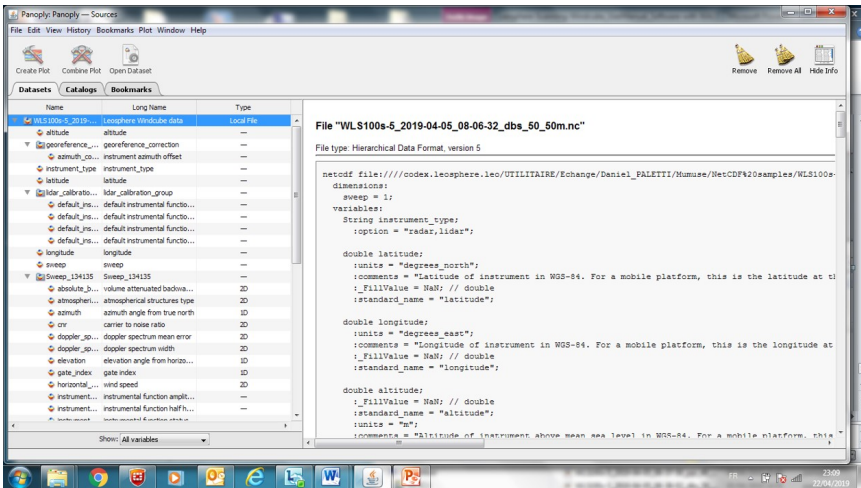 Panoply: Panoply — Sources
File Edit View History Bookmarks Plot Window Help
Create Plot Combine Plot Open Dataset Remove Remove All Hide Info
Datasets Catalogs Bookmarks
Name Long Name Type
WLS100s-5_2019-... Leosphere Windcube data Local File
altitude altitude —
georeference_... georeference_correction —
azimuth_co... instrument azimuth offset —
instrument_type instrument_type —
latitude latitude —
lidar_calibratio... lidar_calibration_group —
default_ins... default instrumental functio... —
default_ins... default instrumental functio... —
default_ins... default instrumental functio... —
default_ins... default instrumental functio... —
longitude longitude —
sweep sweep —
Sweep_134135 Sweep_134135 —
absolute_b... volume attenuated backwa... 2D
atmospheri... atmospherical structures type 2D
azimuth azimuth angle from true north 1D
cnr carrier to noise ratio 2D
doppler_sp... doppler spectrum mean error 2D
doppler_sp... doppler spectrum width 2D
elevation elevation angle from horizo... 1D
gate_index gate index 1D
horizontal_... wind speed 2D
instrument... instrumental function amplit... —
instrument... instrumental function half h... —
instrument... instrumental function status
Show: All variables
File "WLS100s-5_2019-04-05_08-06-32_dbs_50_50m.nc"
File type: Hierarchical Data Format, version 5
netcdf file:////codex.leosphere.leo/UTILITAIRE/Echange/Daniel_PALETTI/Mumuse/NetCDF%20samples/WLS100s-
dimensions:
sweep = 1;
variables:
String instrument_type;
:option = "radar,lidar";
double latitude;
:units = "degrees_north";
:comments = "Latitude of instrument in WGS-84. For a mobile platform, this is the latitude at
:_FillValue = NaN; // double
:standard_name = "latitude";
double longitude;
:units = "degrees_east";
:comments = "Longitude of instrument in WGS-84. For a mobile platform, this is the longitude at
:_FillValue = NaN; // double
:standard_name = "longitude";
double altitude;
:_FillValue = NaN; // double
:standard_name = "altitude";
:units = "m";
:comments = "Altitude of instrument above mean sea level in WGS-84. For a mobile platform, this
FR
23:09
22/04/2019